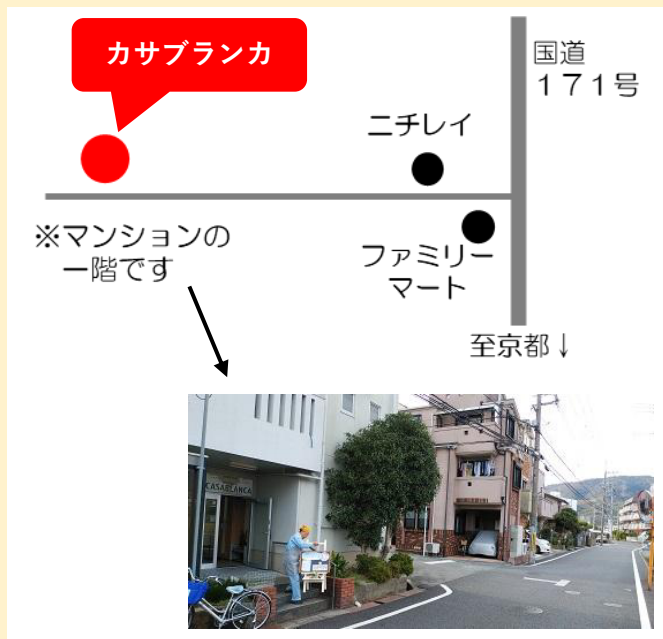 カサブランカ
国道
１７１号
ニチレイ
※マンションの
一階です
ファミリー
マート
至京都↓
CASABLANCA